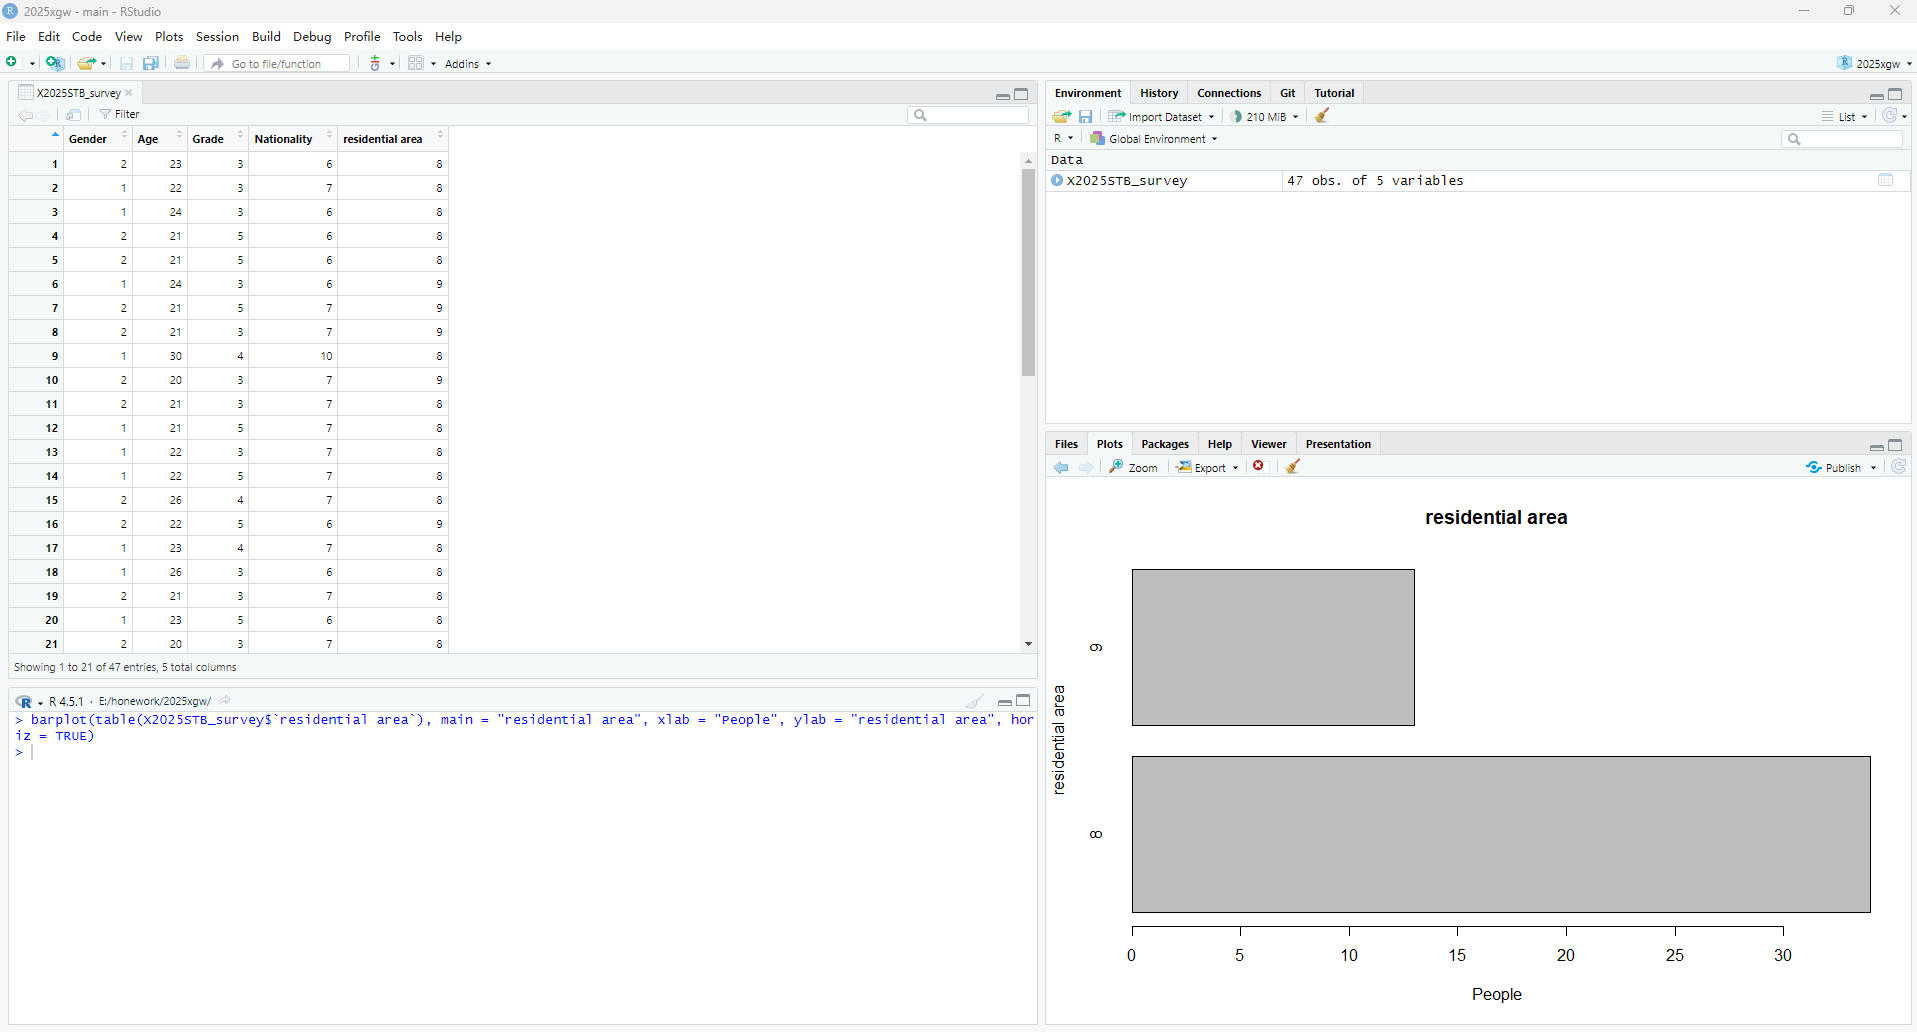 2025xgw - main - RStudio
File Edit Code View Plots Session Build Debug Profile Tools Help
Go to file/function Addins 2025xgw
X2025STB_survey
Filter
Gender Age Grade Nationality residential area
1 2 23 3 6 8
2 1 22 3 7 8
3 1 24 3 6 8
4 2 21 5 6 8
5 2 21 5 6 8
6 1 24 3 6 9
7 2 21 5 7 9
8 2 21 3 7 9
9 1 30 4 10 8
10 2 20 3 7 9
11 2 21 3 7 8
12 1 21 5 7 8
13 1 22 3 7 8
14 1 22 5 7 8
15 2 26 4 7 8
16 2 22 5 6 9
17 1 23 4 7 8
18 1 26 3 6 8
19 2 21 3 7 8
20 1 23 5 6 8
21 2 20 3 7 8
Showing 1 to 21 of 47 entries, 5 total columns
R 4.5.1 · E:/honework/2025xgw/
> barplot(table(X2025STB_survey$`residential area`), main = "residential area", xlab = "People", ylab = "residential area", hor
iz = TRUE)
>
Environment History Connections Git Tutorial
Import Dataset 210 MiB List
R Global Environment
Data
X2025STB_survey 47 obs. of 5 variables
Files Plots Packages Help Viewer Presentation
Zoom Export Publish
residential area
9
residential area
8
0 5 10 15 20 25 30
People